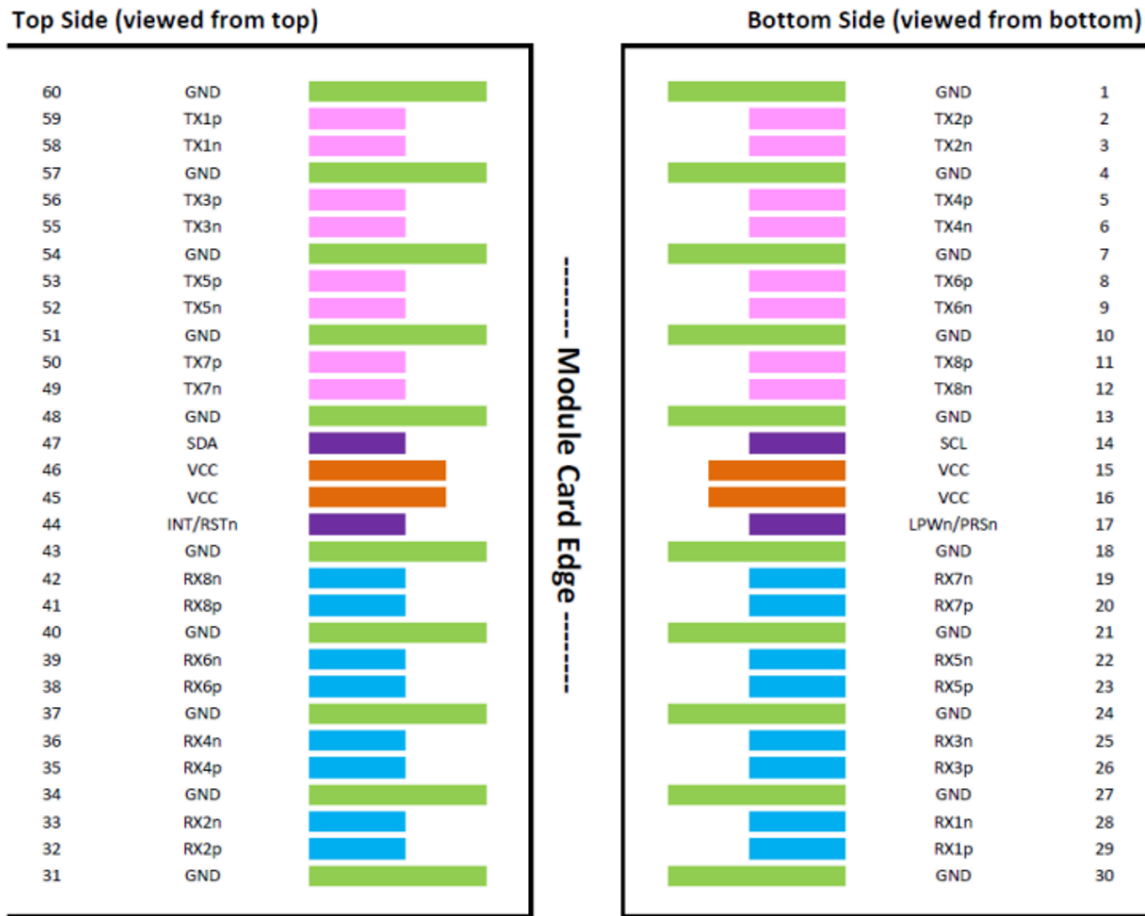 Top Side (viewed from top) Bottom Side (viewed from bottom)
60 GND GND 1
59 TX1p TX2p 2
58 TX1n TX2n 3
57 GND GND 4
56 TX3p TX4p 5
55 TX3n TX4n 6
54 GND GND 7
53 TX5p TX6p 8
52 TX5n TX6n 9
51 GND GND 10
50 TX7p TX8p 11
49 TX7n TX8n 12
48 GND GND 13
47 SDA SCL 14
46 VCC VCC 15
45 VCC VCC 16
44 INT/RSTn LPWn/PRSn 17
43 GND GND 18
42 RX8n RX7n 19
41 RX8p RX7p 20
40 GND GND 21
39 RX6n RX5n 22
38 RX6p RX5p 23
37 GND GND 24
36 RX4n RX3n 25
35 RX4p RX3p 26
34 GND GND 27
33 RX2n RX1n 28
32 RX2p RX1p 29
31 GND GND 30
--------- Module Card Edge ---------